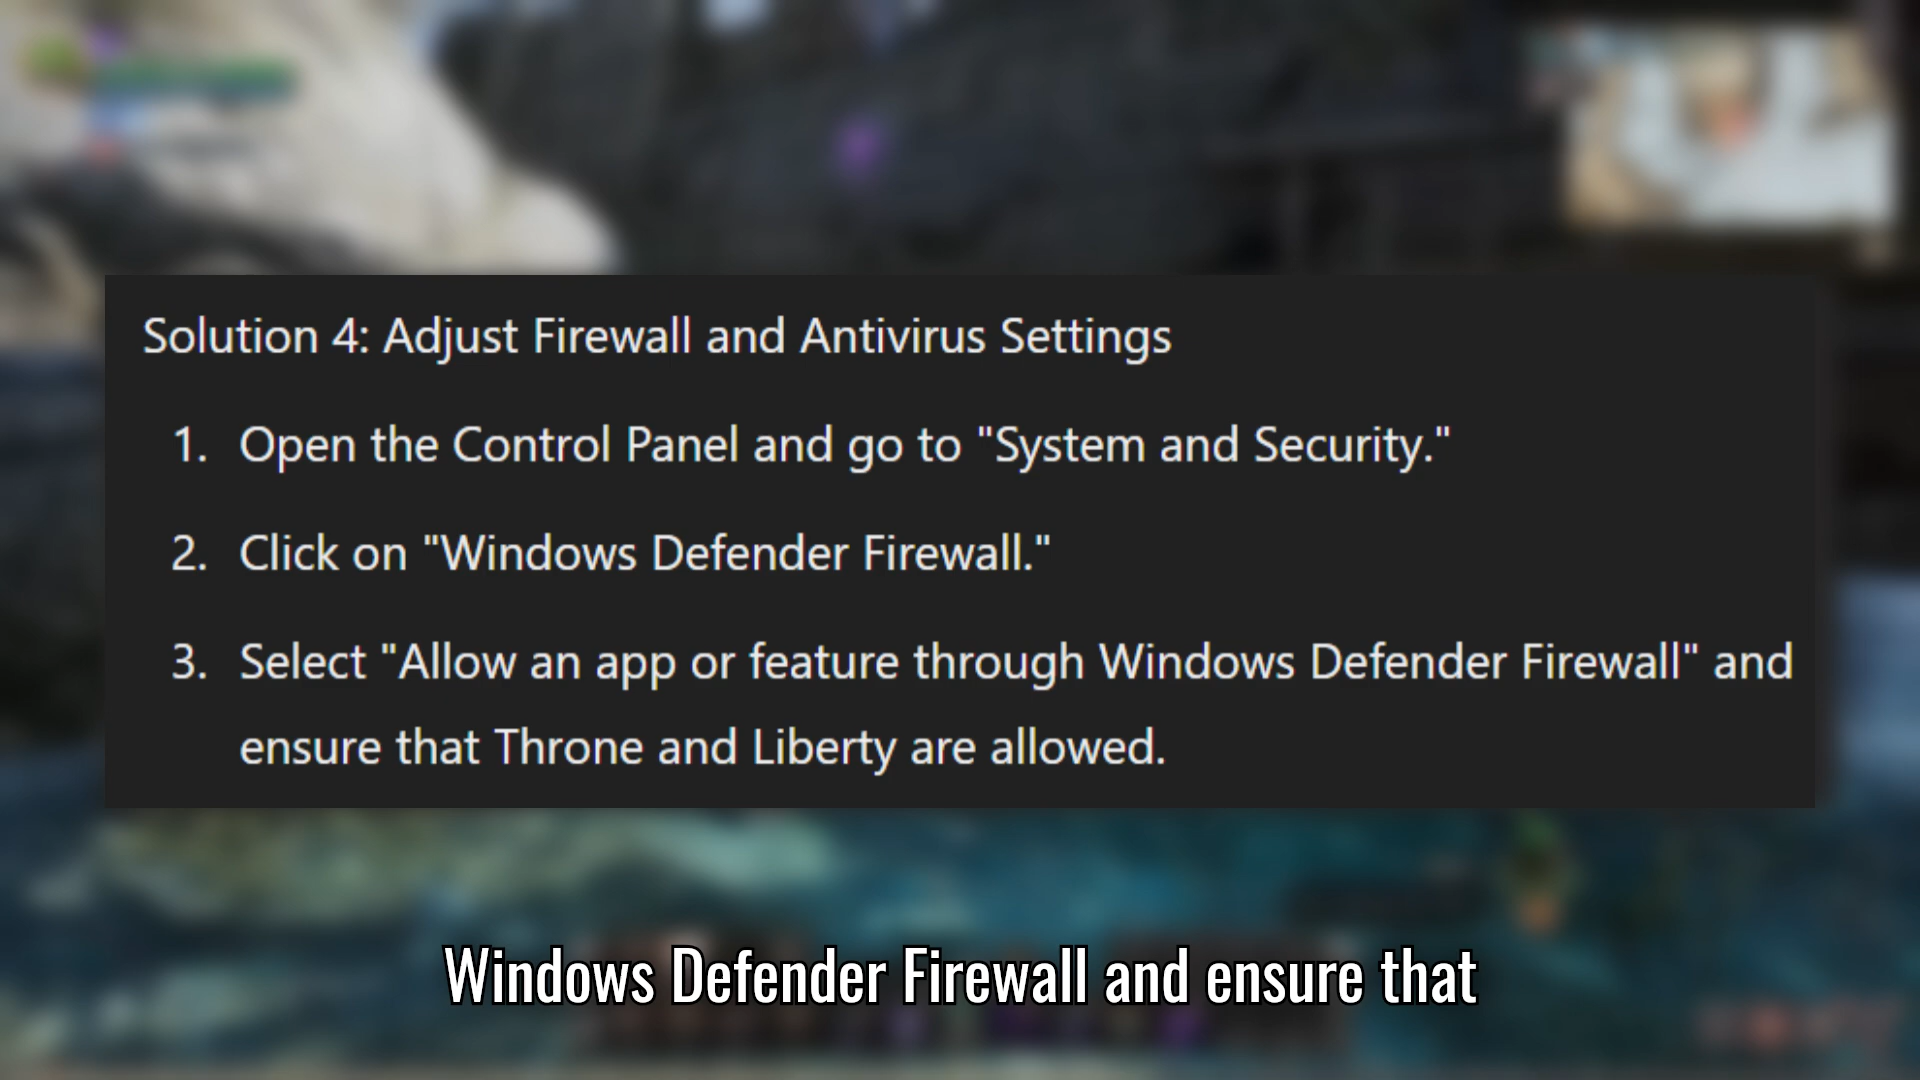 Solution 4: Adjust Firewall and Antivirus Settings
1. Open the Control Panel and go to "System and Security."
2. Click on "Windows Defender Firewall."
3. Select "Allow an app or feature through Windows Defender Firewall" and
ensure that Throne and Liberty are allowed.
Windows Defender Firewall and ensure that